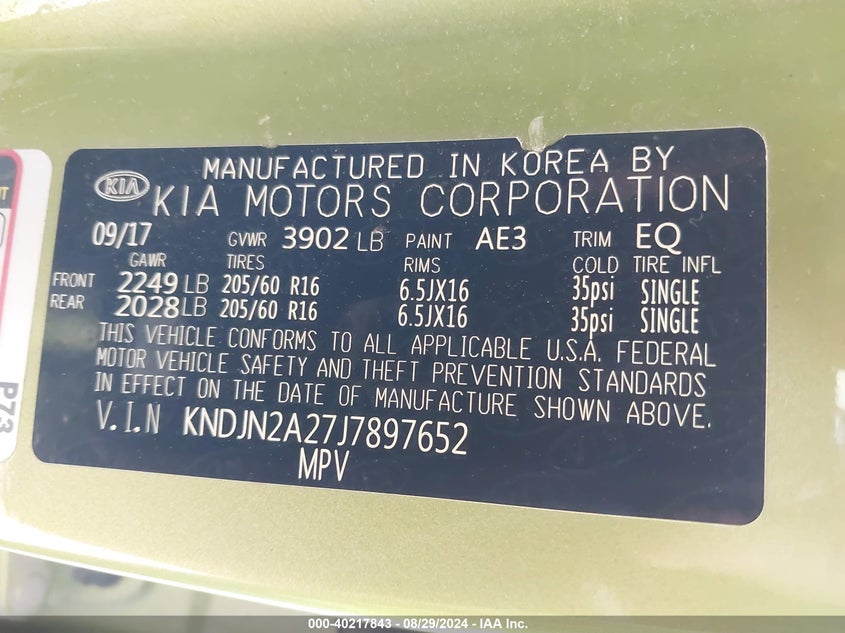 MANUFACTURED IN KOREA BY
KIA KIA MOTORS CORPORATION
09/17 GVWR 3902 LB PAINT AE3 TRIM EQ
GAWR TIRES RIMS COLD TIRE INFL
FRONT 2249 LB 205/60 R16 6.5JX16 35psi SINGLE
REAR 2028 LB 205/60 R16 6.5JX16 35psi SINGLE
THIS VEHICLE CONFORMS TO ALL APPLICABLE U.S.A. FEDERAL
MOTOR VEHICLE SAFETY AND THEFT PREVENTION STANDARDS
IN EFFECT ON THE DATE OF MANUFACTURE SHOWN ABOVE.
V.I.N KNDJN2A27J7897652
MPV
P73
000-40217843 - 08/29/2024 - IAA Inc.